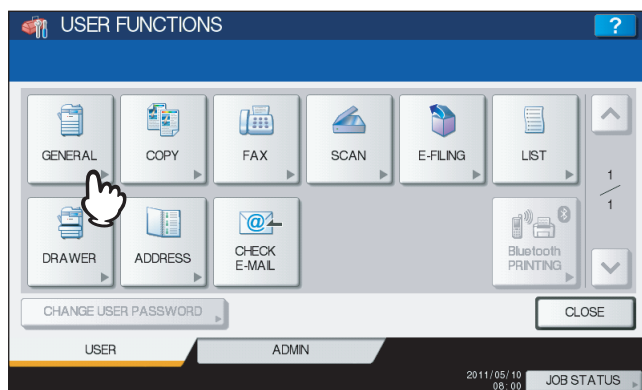 USER FUNCTIONS
?
GENERAL
COPY
FAX
SCAN
E-FILING
LIST
1
1
DRAWER
ADDRESS
@
CHECK
E-MAIL
Bluetooth
PRINTING
CHANGE USER PASSWORD
CLOSE
USER
ADMIN
2011/05/10
08:00
JOB STATUS